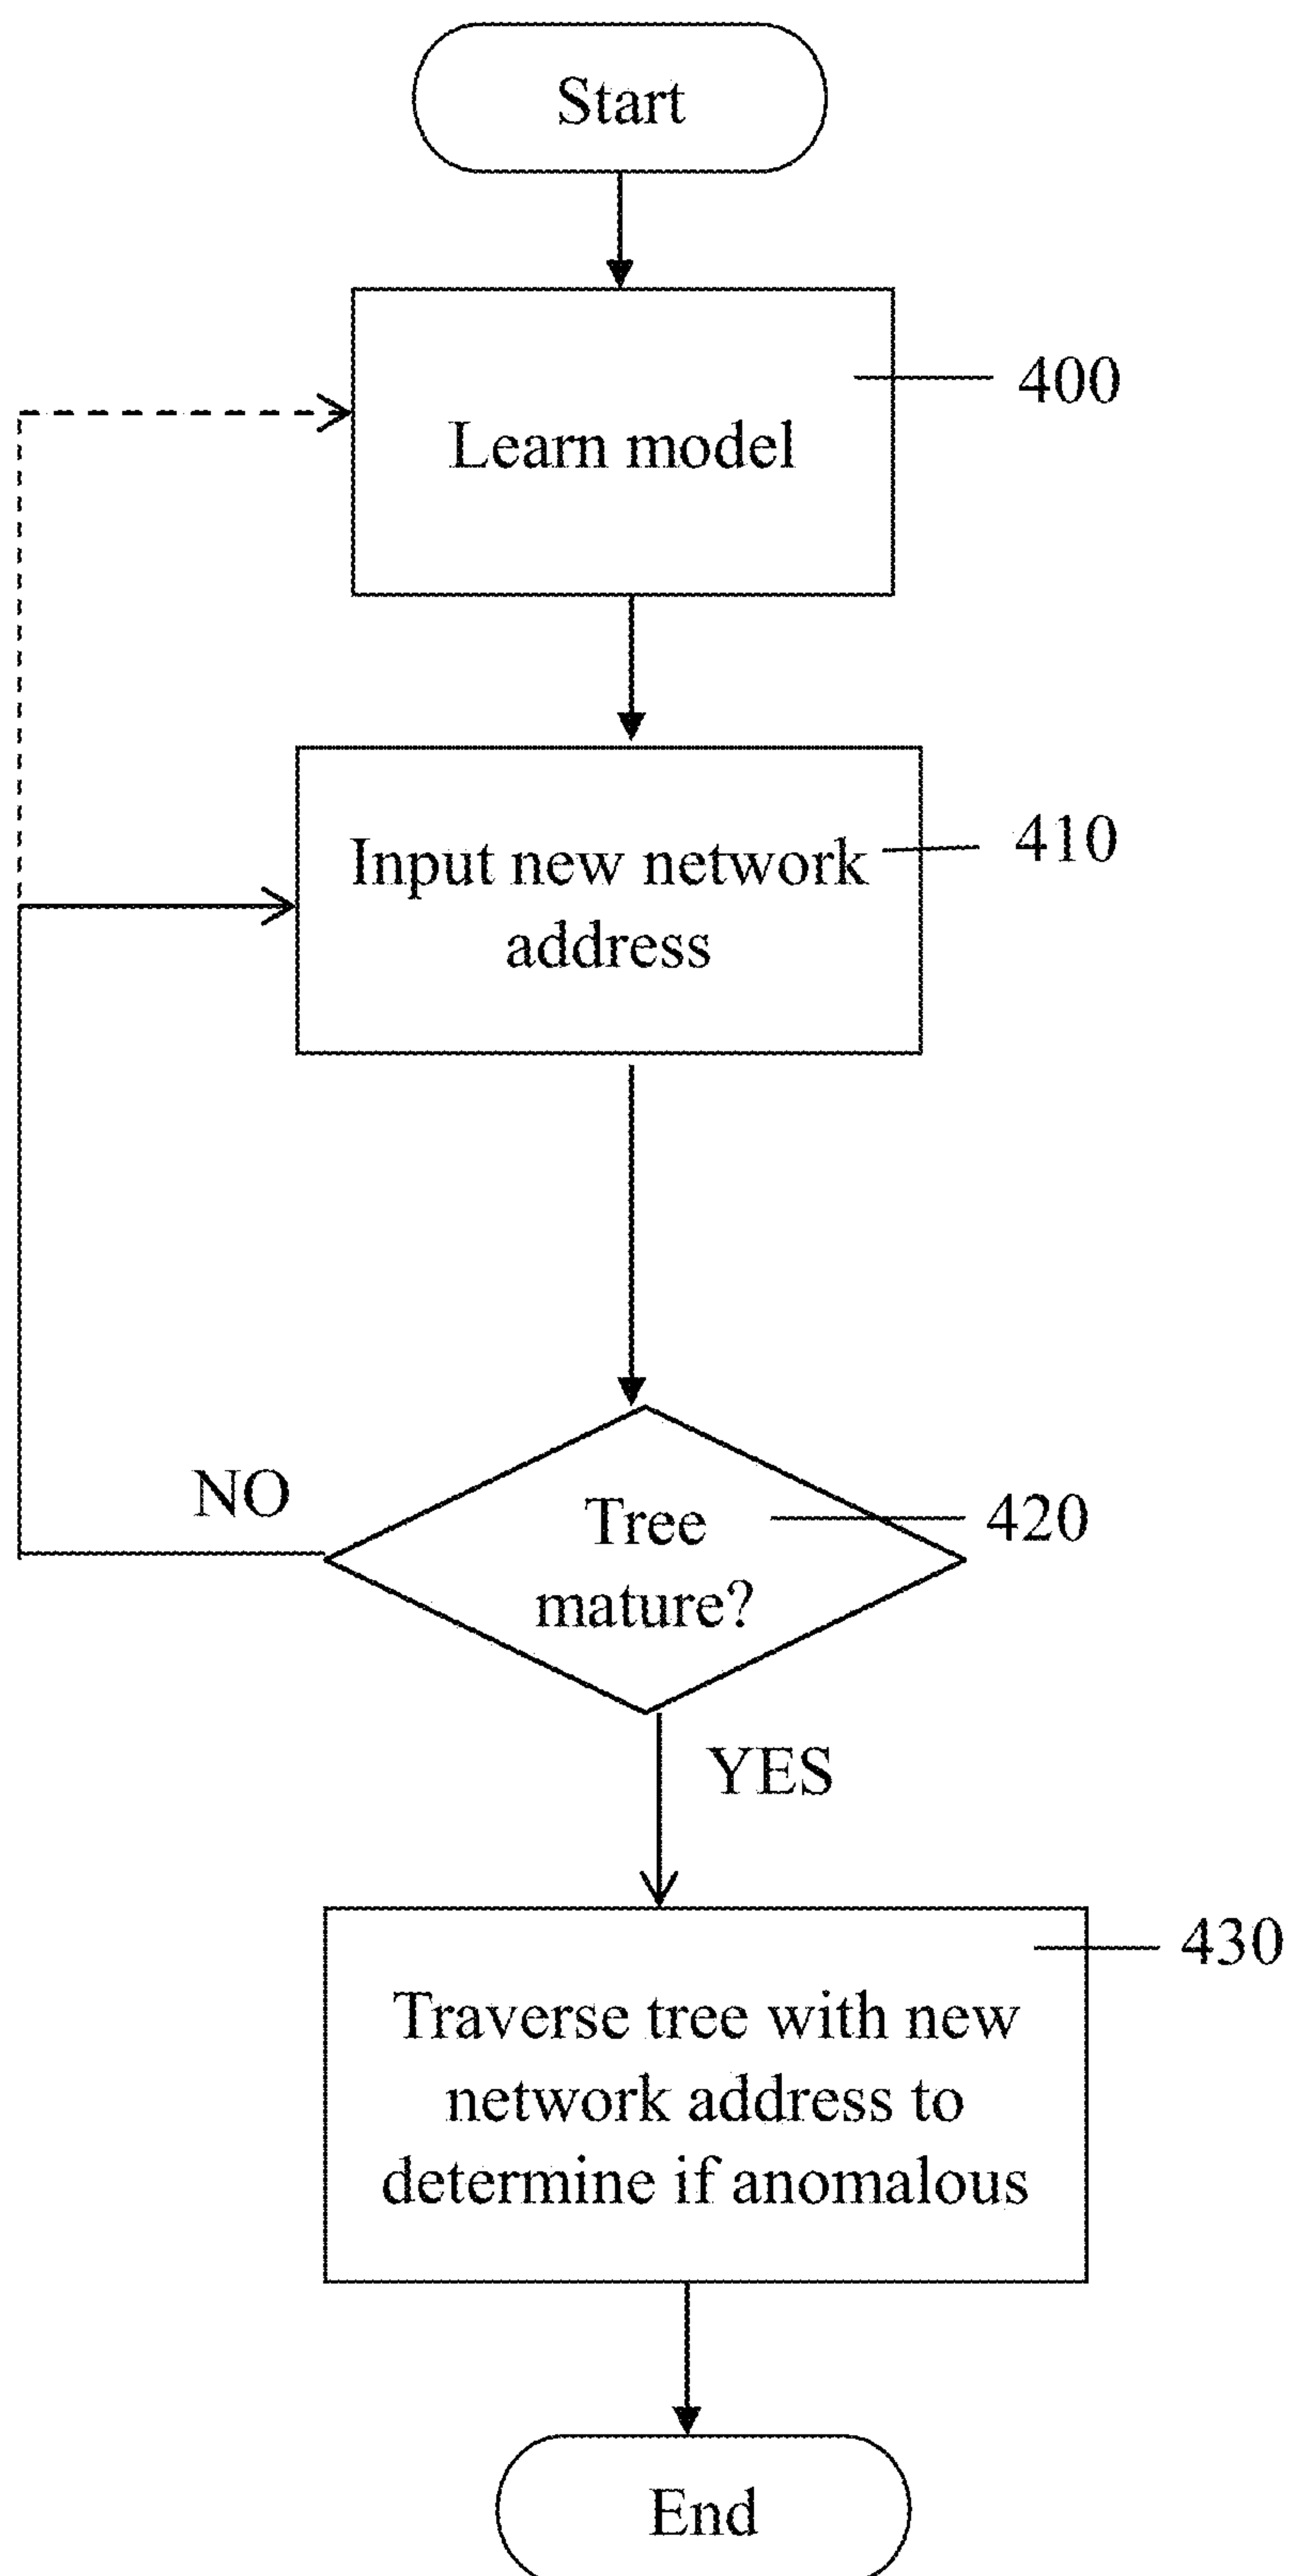 Start
400
Learn model
410
Input new network
address
NO
420
Tree
mature?
YES
430
Traverse tree with new
network address to
determine if anomalous
End